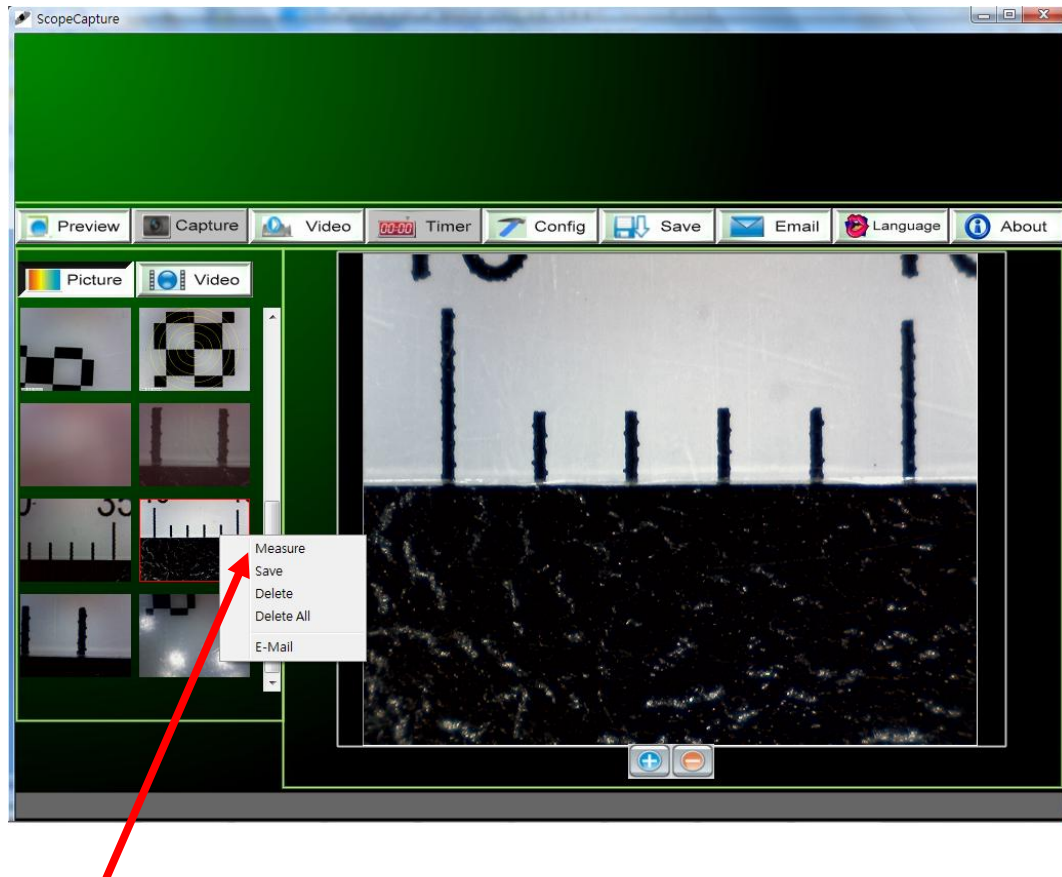 ScopeCapture
Preview Capture Video 00:00 Timer Config Save Email Language About
Picture Video
35
Measure
Save
Delete
Delete All
E-Mail